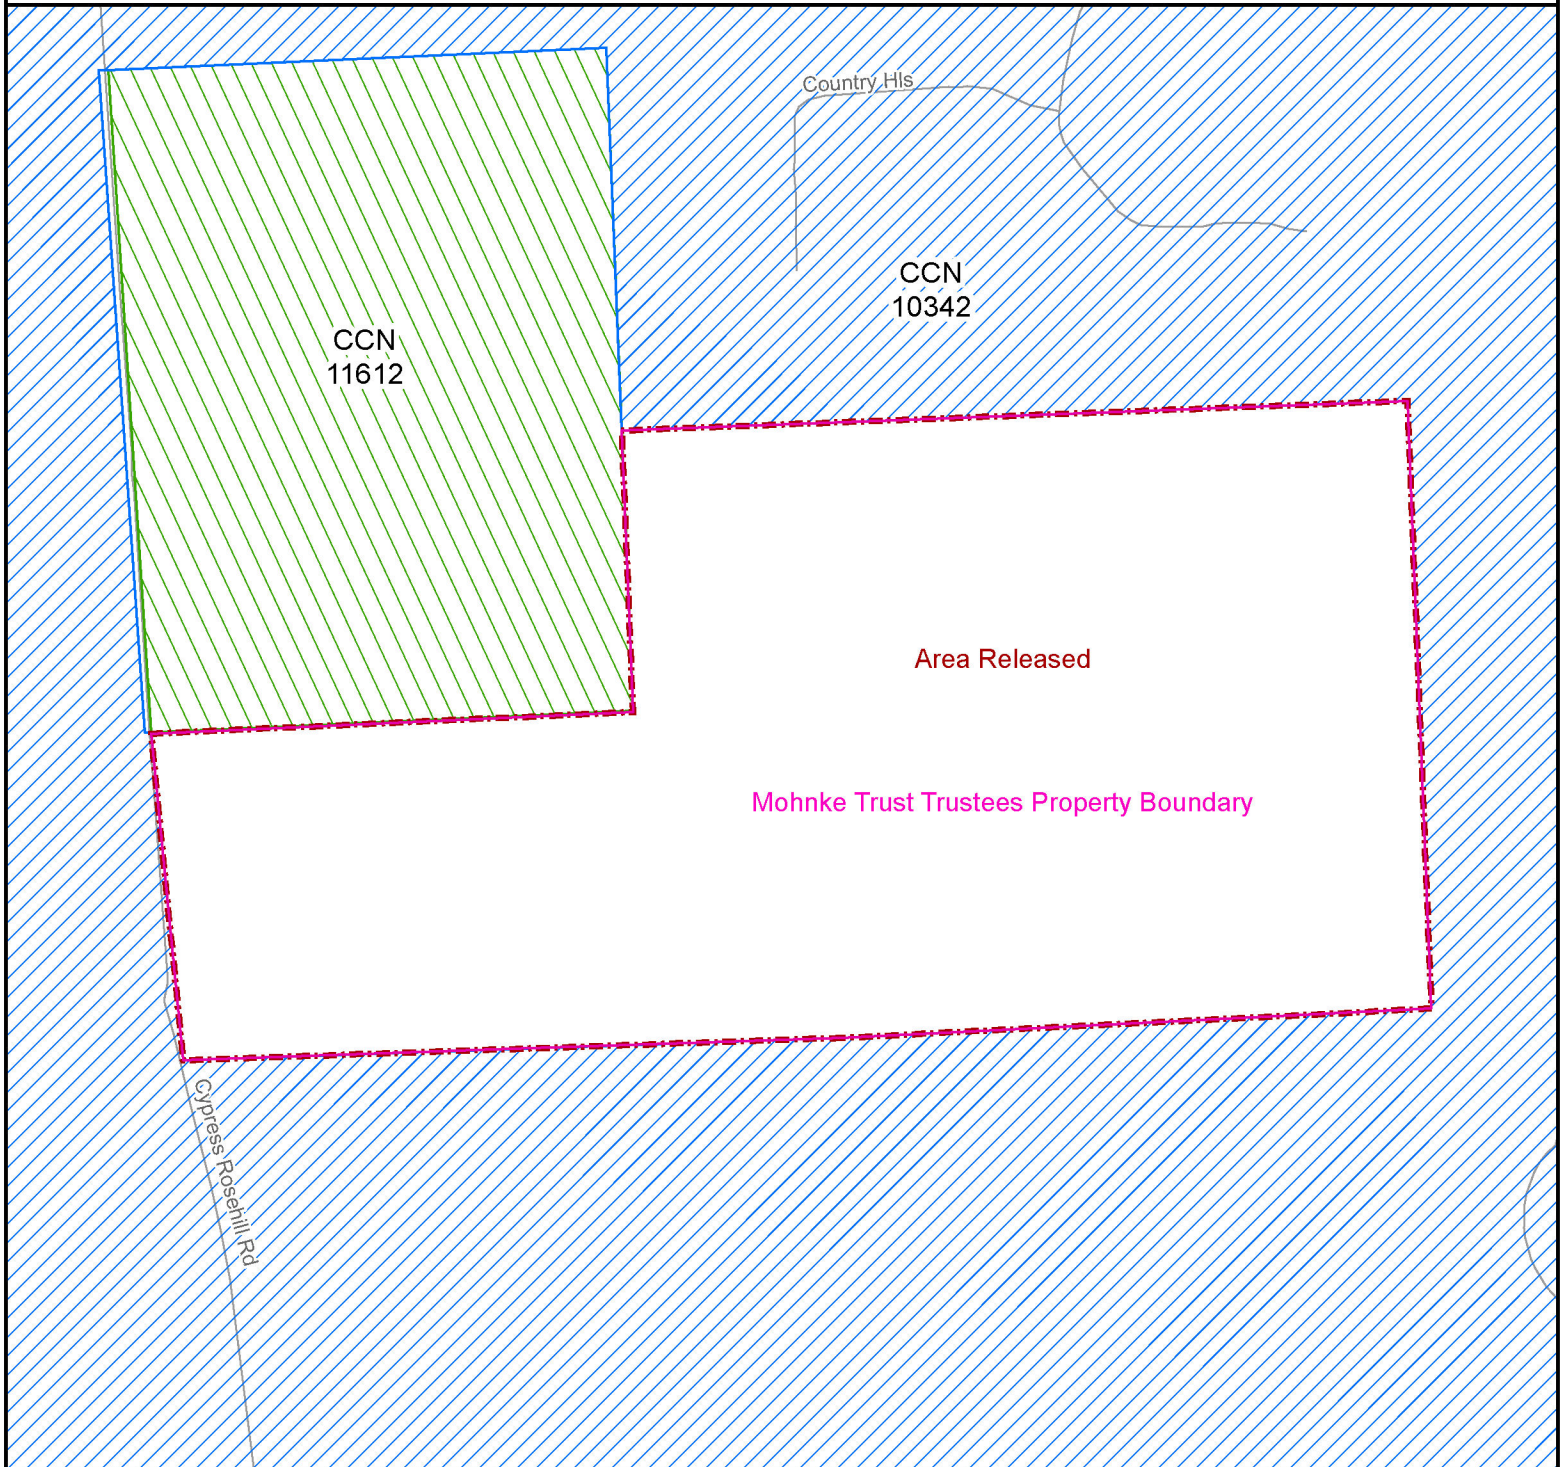 Country Hls
CCN
10342
CCN
11612
Area Released
Mohnke Trust Trustees Property Boundary
Cypress Rosehill Rd